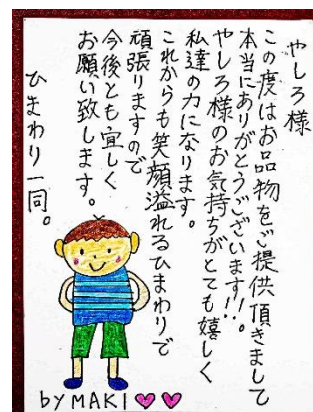 やしろ様
この度はお品物をご提供頂きまして
本当にありがとうございます!!。
やしろ様のお気持ちがとても嬉しく
私達の力になります。
これからも笑顔溢れるひまわりで
頑張りますので
今後とも宜しく
お願い致します。
ひまわり一同。
by MAKI